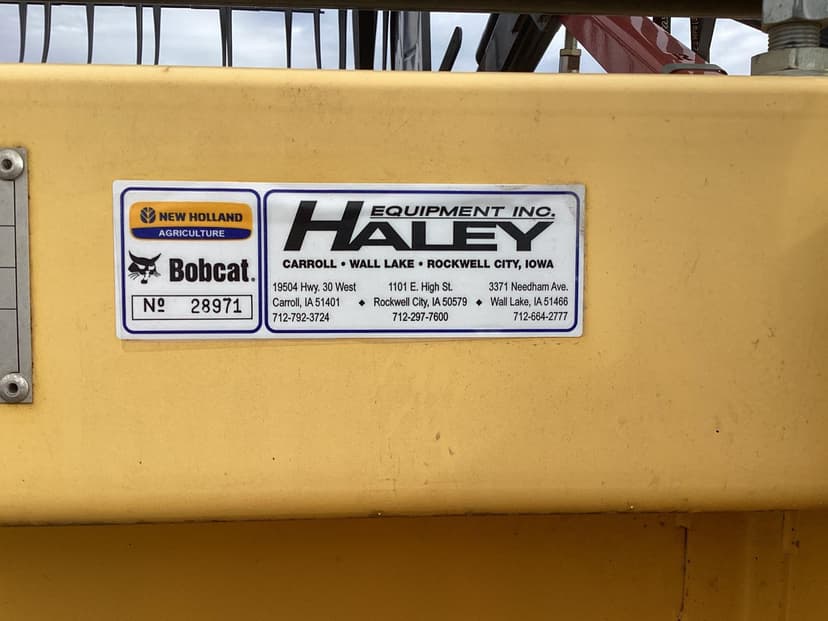 NEW HOLLAND
AGRICULTURE
Bobcat.
Nº 28971
HALEY EQUIPMENT INC.
CARROLL • WALL LAKE • ROCKWELL CITY, IOWA
19504 Hwy. 30 West 1101 E. High St. 3371 Needham Ave.
Carroll, IA 51401 ◆ Rockwell City, IA 50579 ◆ Wall Lake, IA 51466
712-792-3724 712-297-7600 712-664-2777